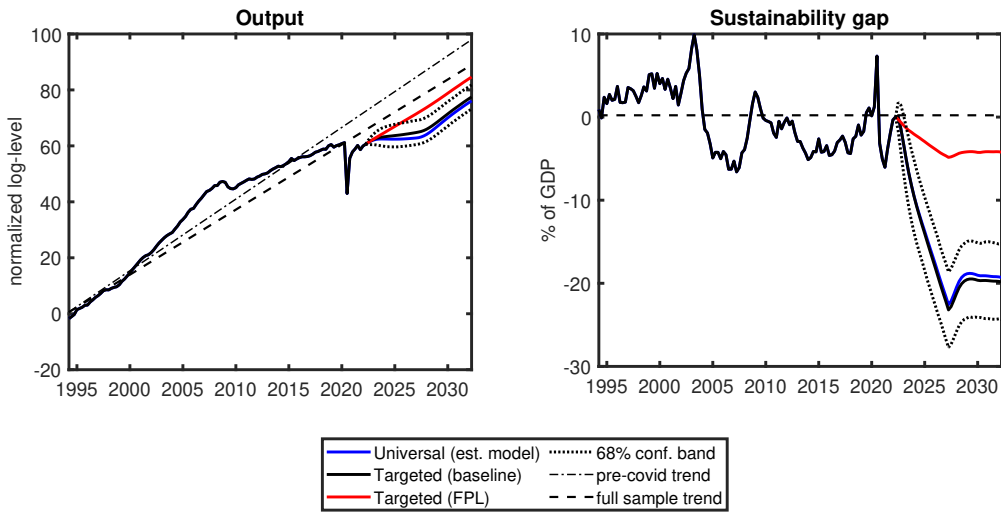 Output
normalized log-level
100
80
60
40
20
0
-20
1995 2000 2005 2010 2015 2020 2025 2030
Sustainability gap
% of GDP
10
0
-10
-20
-30
1995 2000 2005 2010 2015 2020 2025 2030
Universal (est. model)
Targeted (baseline)
Targeted (FPL)
68% conf. band
pre-covid trend
full sample trend